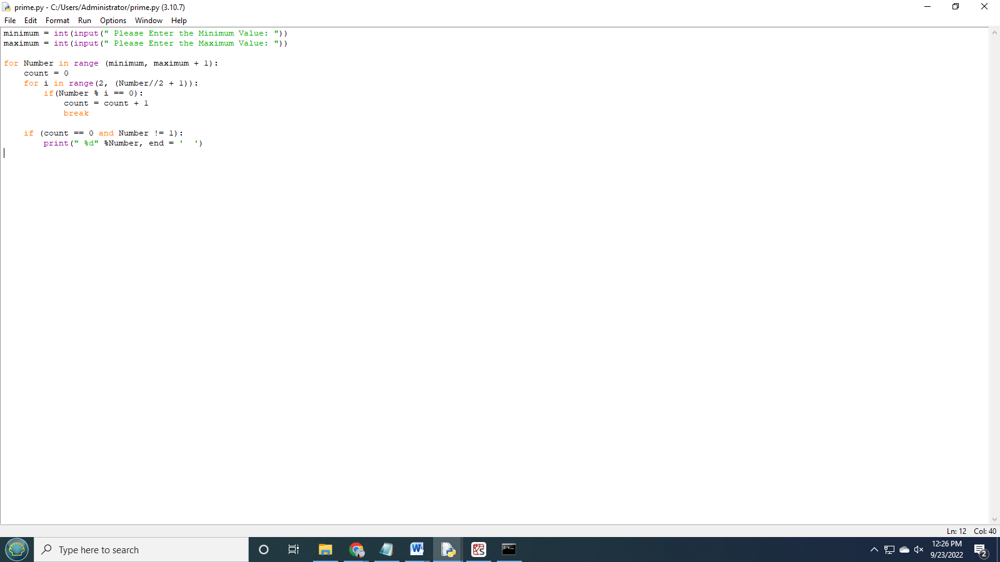 prime.py - C:/Users/Administrator/prime.py (3.10.7)
File Edit Format Run Options Window Help
minimum = int(input(" Please Enter the Minimum Value: "))
maximum = int(input(" Please Enter the Maximum Value: "))
for Number in range (minimum, maximum + 1):
    count = 0
    for i in range(2, (Number//2 + 1)):
        if(Number % i == 0):
            count = count + 1
            break
    if (count == 0 and Number != 1):
        print(" %d" %Number, end = '  ')
Ln: 12 Col: 40
Type here to search
12:26 PM
9/23/2022
2